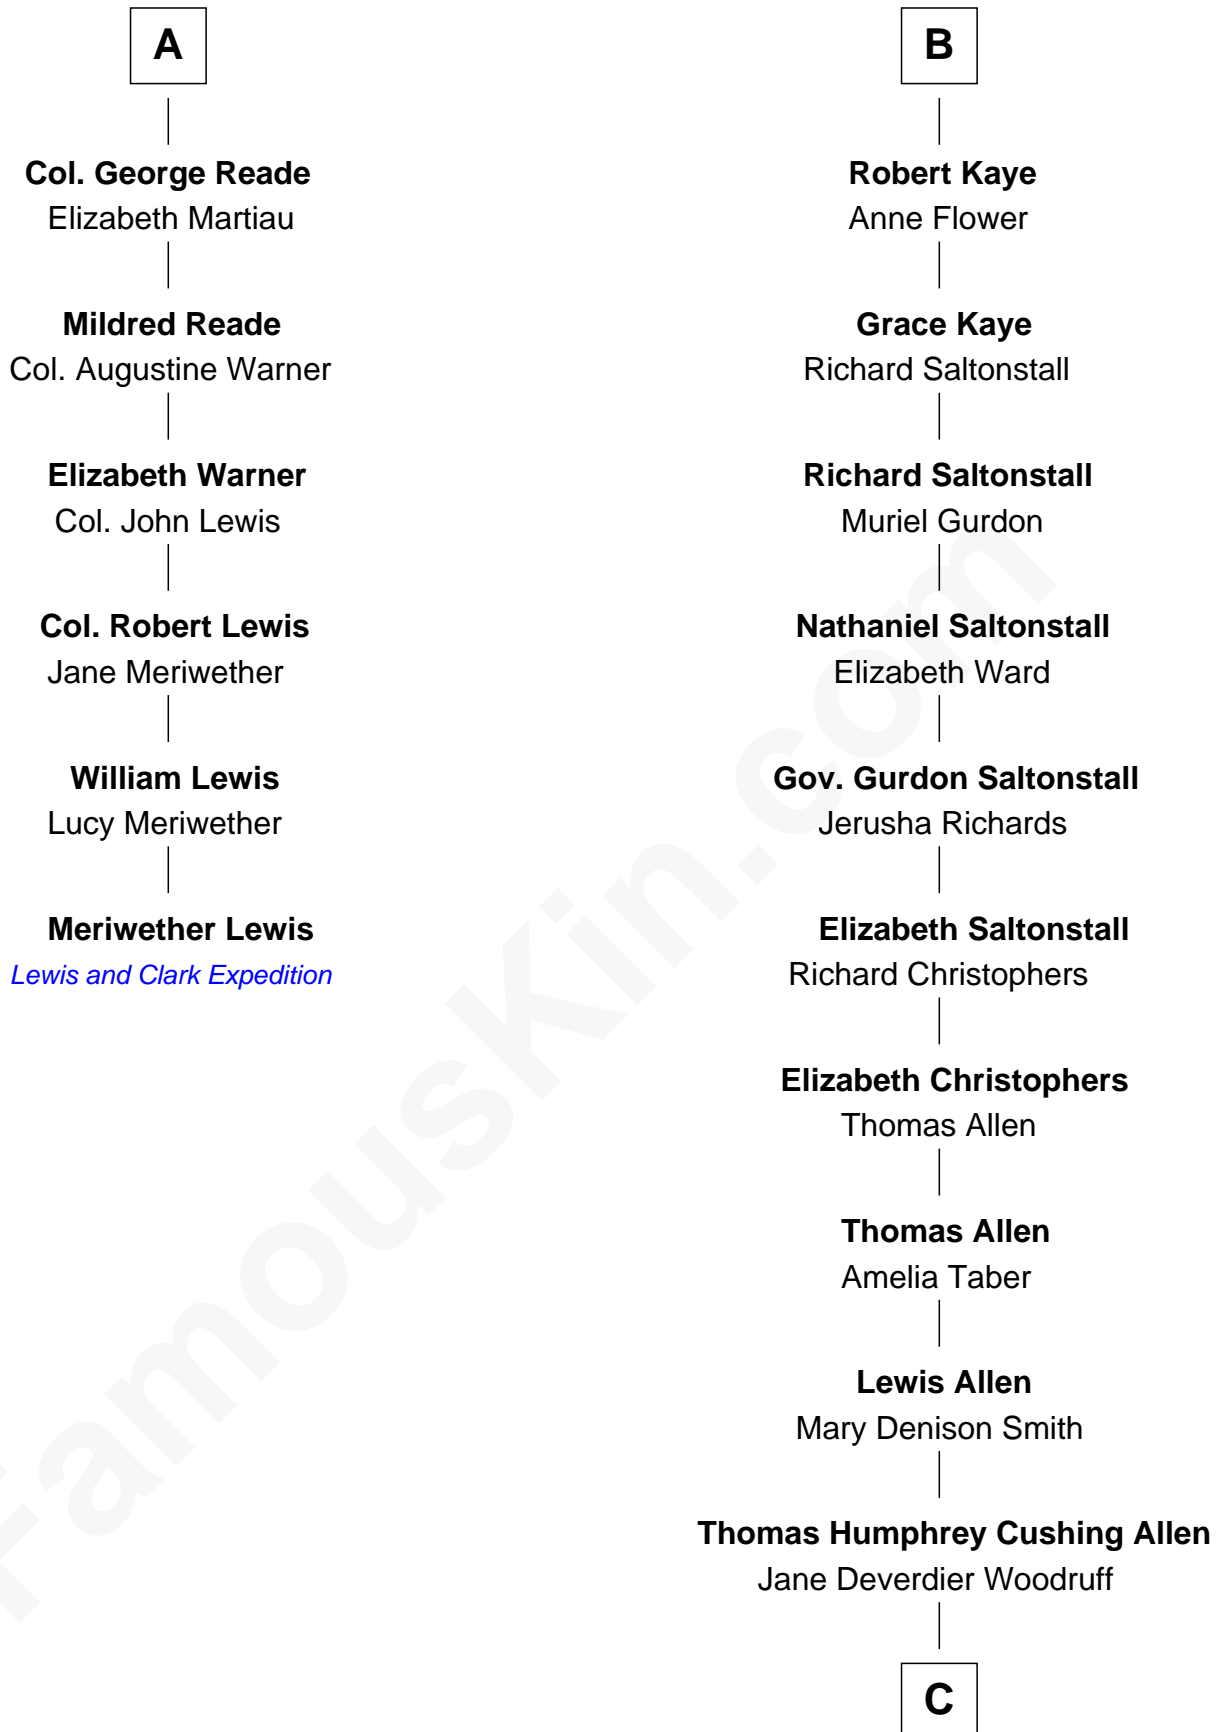 A
Col. George Reade
Elizabeth Martiau
Mildred Reade
Col. Augustine Warner
Elizabeth Warner
Col. John Lewis
Col. Robert Lewis
Jane Meriwether
William Lewis
Lucy Meriwether
Meriwether Lewis
Lewis and Clark Expedition
B
Robert Kaye
Anne Flower
Grace Kaye
Richard Saltonstall
Richard Saltonstall
Muriel Gurdon
Nathaniel Saltonstall
Elizabeth Ward
Gov. Gurdon Saltonstall
Jerusha Richards
Elizabeth Saltonstall
Richard Christophers
Elizabeth Christophers
Thomas Allen
Thomas Allen
Amelia Taber
Lewis Allen
Mary Denison Smith
Thomas Humphrey Cushing Allen
Jane Deverdier Woodruff
C
FamousKin.com